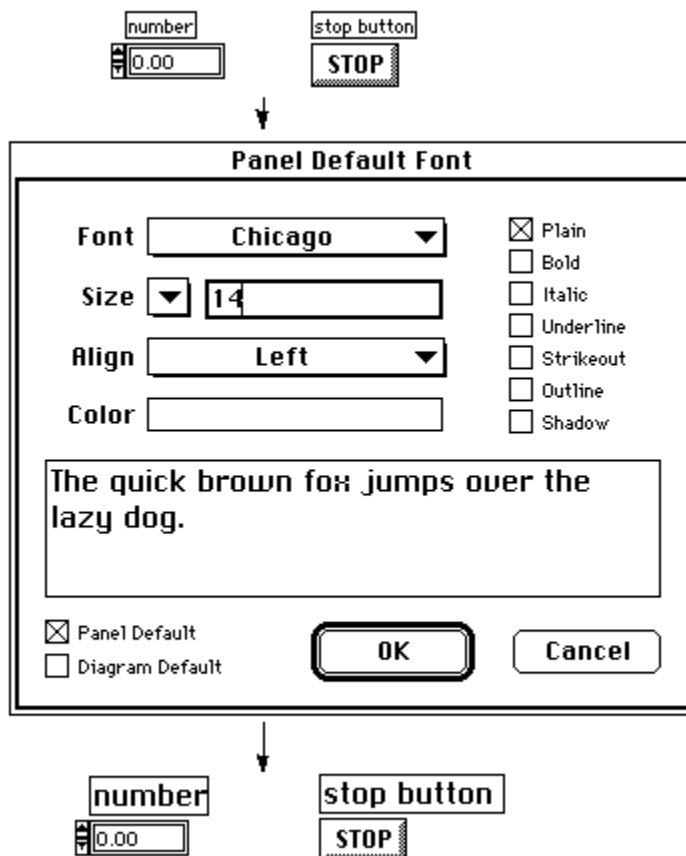 number stop button
0.00 STOP
Panel Default Font
Font Chicago Plain
Bold
Size 14 Italic
Underline
Align Left Strikeout
Outline
Color Shadow
The quick brown fox jumps over the
lazy dog.
Panel Default
Diagram Default
OK Cancel
number stop button
0.00 STOP